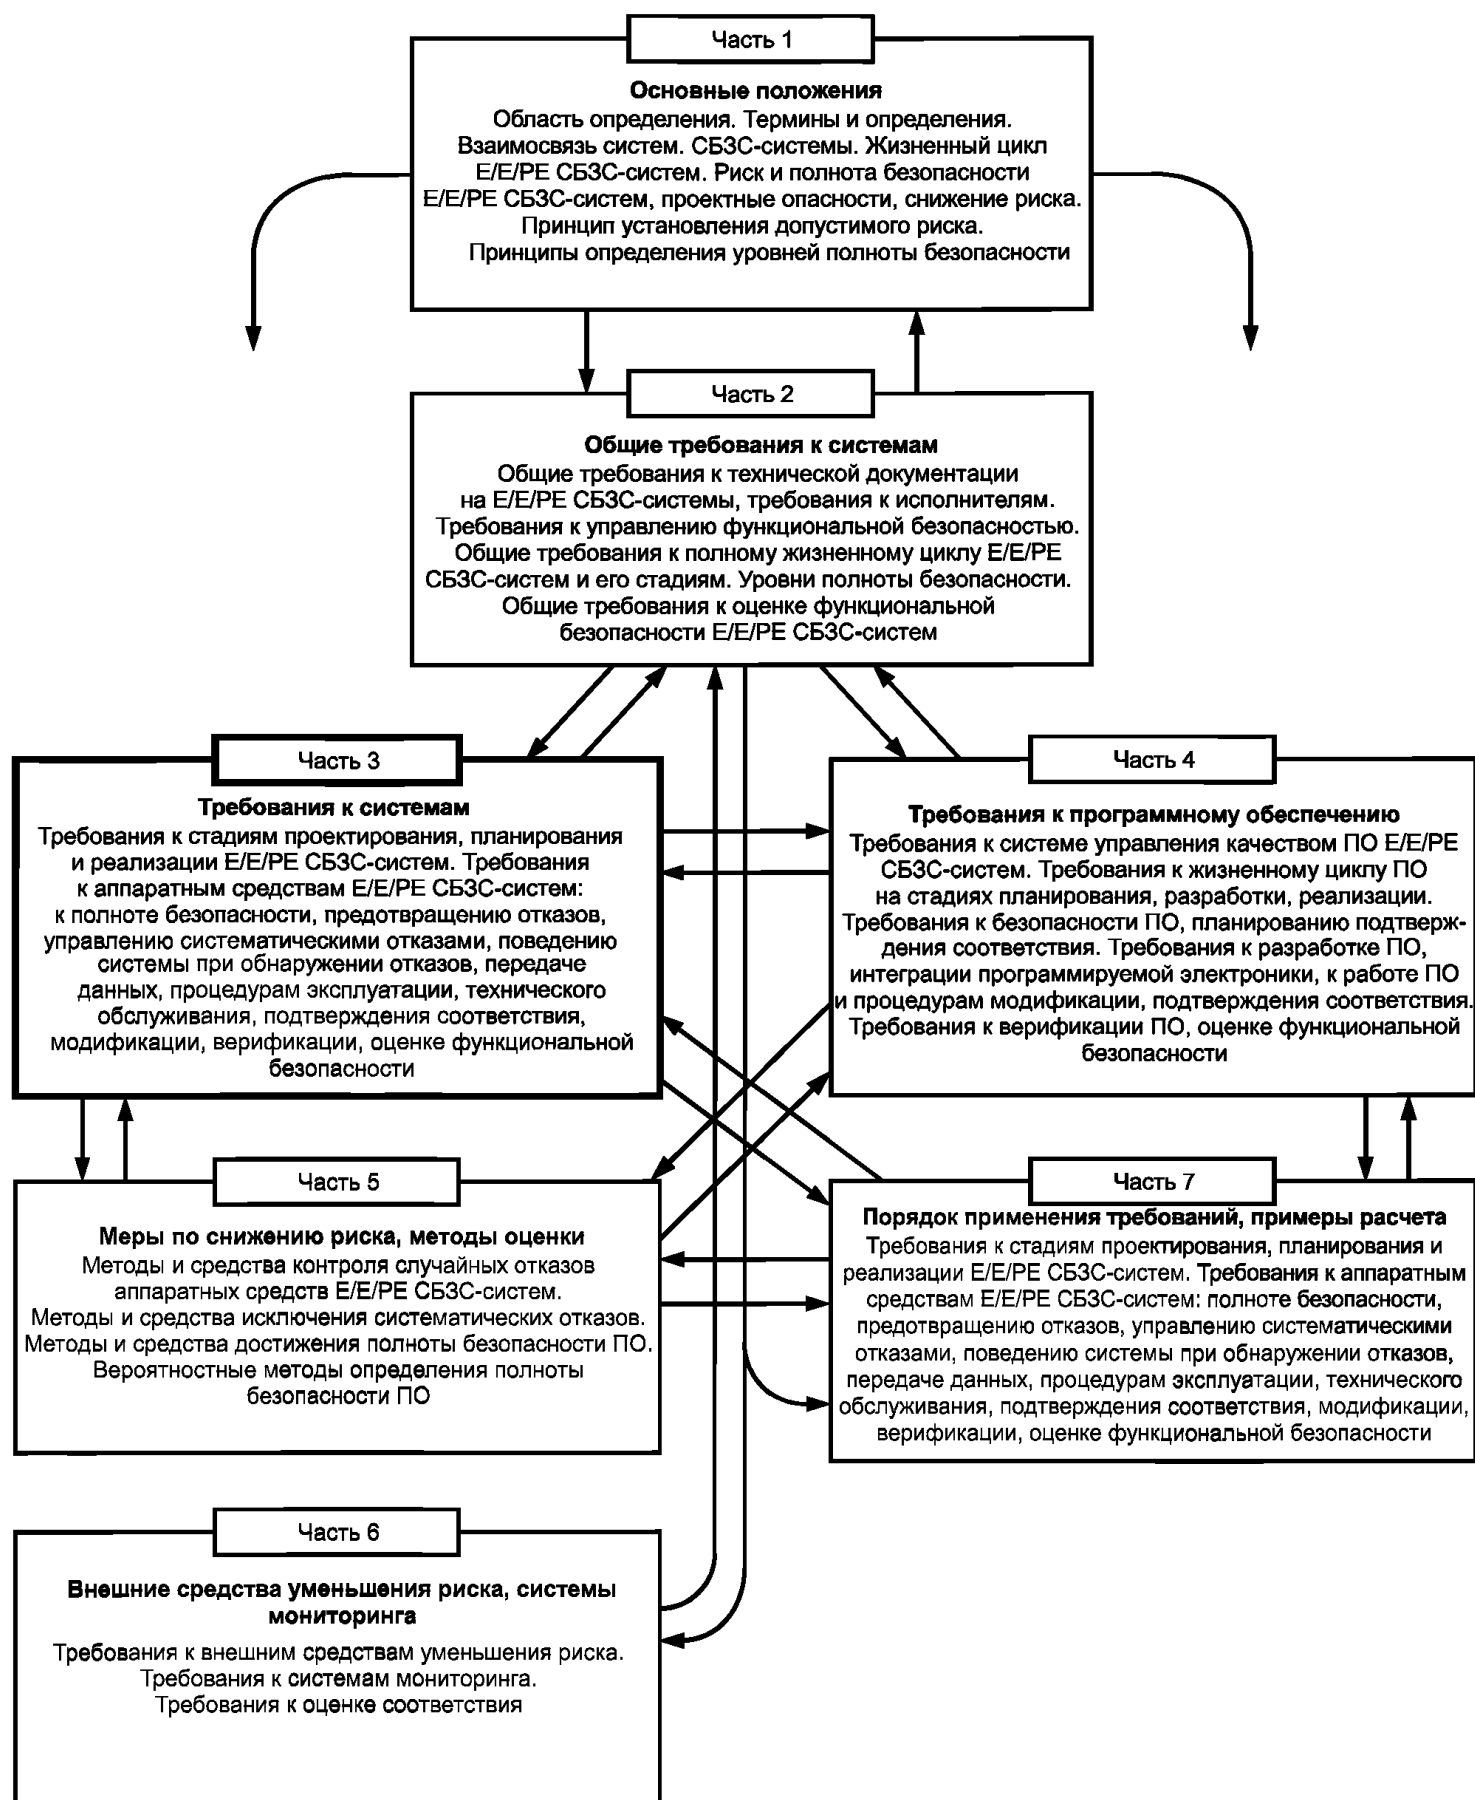 Часть 1
Основные положения
Область определения. Термины и определения.
Взаимосвязь систем. СБЗС-системы. Жизненный цикл
E/E/PE СБЗС-систем. Риск и полнота безопасности
E/E/PE СБЗС-систем, проектные опасности, снижение риска.
Принцип установления допустимого риска.
Принципы определения уровней полноты безопасности
Часть 2
Общие требования к системам
Общие требования к технической документации
на E/E/PE СБЗС-системы, требования к исполнителям.
Требования к управлению функциональной безопасностью.
Общие требования к полному жизненному циклу E/E/PE
СБЗС-систем и его стадиям. Уровни полноты безопасности.
Общие требования к оценке функциональной
безопасности E/E/PE СБЗС-систем
Часть 3
Требования к системам
Требования к стадиям проектирования, планирования
и реализации E/E/PE СБЗС-систем. Требования
к аппаратным средствам E/E/PE СБЗС-систем:
к полноте безопасности, предотвращению отказов,
управлению систематическими отказами, поведению
системы при обнаружении отказов, передаче
данных, процедурам эксплуатации, технического
обслуживания, подтверждения соответствия,
модификации, верификации, оценке функциональной
безопасности
Часть 4
Требования к программному обеспечению
Требования к системе управления качеством ПО E/E/PE
СБЗС-систем. Требования к жизненному циклу ПО
на стадиях планирования, разработки, реализации.
Требования к безопасности ПО, планированию подтверж-
дения соответствия. Требования к разработке ПО,
интеграции программируемой электроники, к работе ПО
и процедурам модификации, подтверждения соответствия.
Требования к верификации ПО, оценке функциональной
безопасности
Часть 5
Меры по снижению риска, методы оценки
Методы и средства контроля случайных отказов
аппаратных средств E/E/PE СБЗС-систем.
Методы и средства исключения систематических отказов.
Методы и средства достижения полноты безопасности ПО.
Вероятностные методы определения полноты
безопасности ПО
Часть 7
Порядок применения требований, примеры расчета
Требования к стадиям проектирования, планирования и
реализации E/E/PE СБЗС-систем. Требования к аппаратным
средствам E/E/PE СБЗС-систем: полноте безопасности,
предотвращению отказов, управлению систематическими
отказами, поведению системы при обнаружении отказов,
передаче данных, процедурам эксплуатации, технического
обслуживания, подтверждения соответствия, модификации,
верификации, оценке функциональной безопасности
Часть 6
Внешние средства уменьшения риска, системы
мониторинга
Требования к внешним средствам уменьшения риска.
Требования к системам мониторинга.
Требования к оценке соответствия